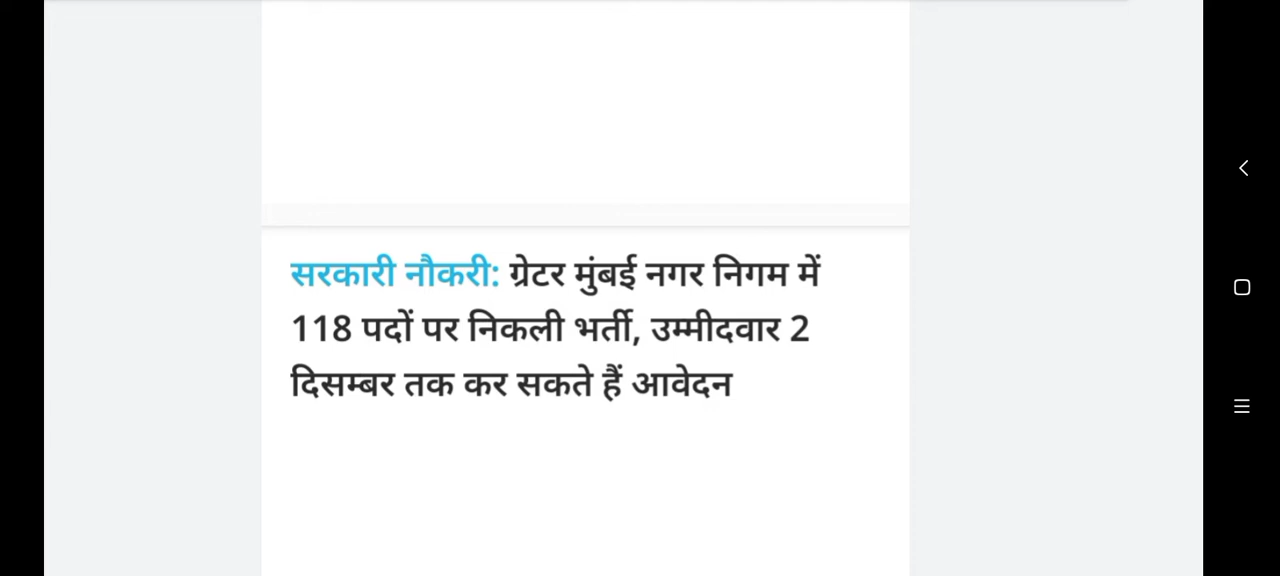 सरकारी नौकरी: ग्रेटर मुंबई नगर निगम में
118 पदों पर निकली भर्ती, उम्मीदवार 2
दिसम्बर तक कर सकते हैं आवेदन